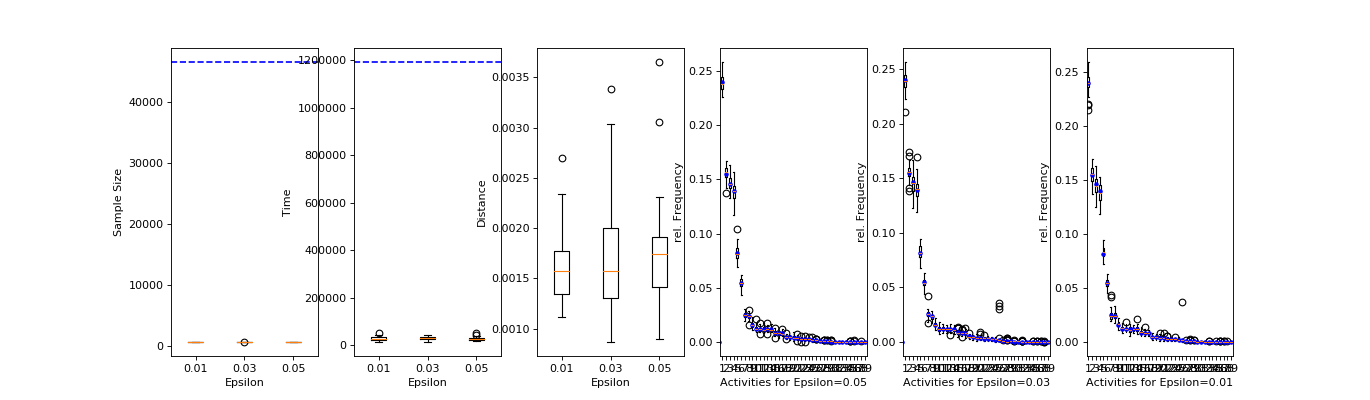 Sample Size
40000
30000
20000
10000
0
0.01 0.03 0.05
Epsilon
Time
1200000
1000000
800000
600000
400000
200000
0
0.01 0.03 0.05
Epsilon
Distance
0.0035
0.0030
0.0025
0.0020
0.0015
0.0010
0.01 0.03 0.05
Epsilon
rel. Frequency
0.25
0.20
0.15
0.10
0.05
0.00
Activities for Epsilon=0.05
rel. Frequency
0.25
0.20
0.15
0.10
0.05
0.00
Activities for Epsilon=0.03
rel. Frequency
0.25
0.20
0.15
0.10
0.05
0.00
Activities for Epsilon=0.01